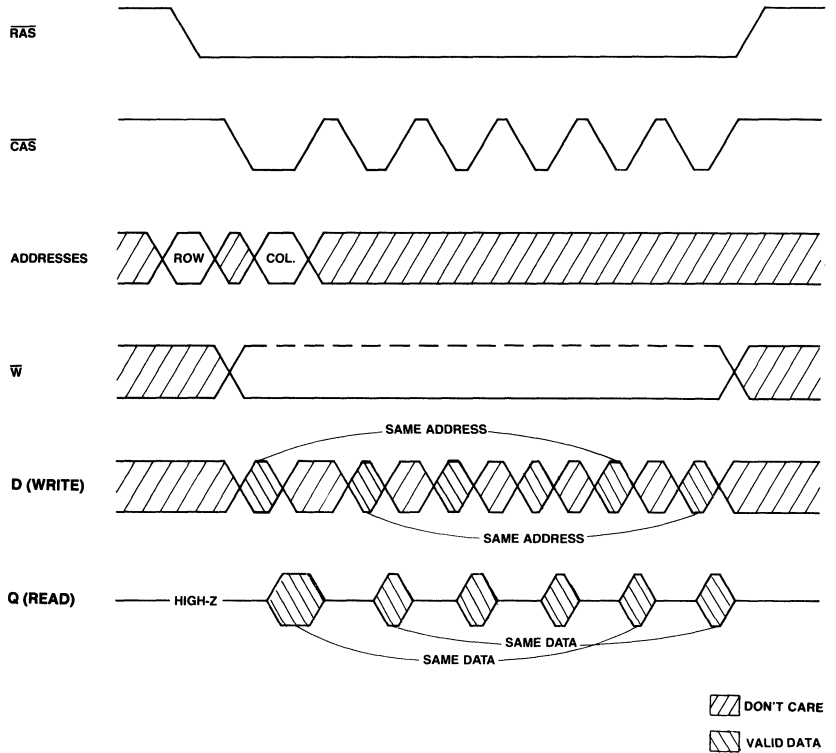 RAS
CAS
ADDRESSES
ROW
COL.
W
SAME ADDRESS
D (WRITE)
SAME ADDRESS
Q (READ)
HIGH-Z
SAME DATA
SAME DATA
DON'T CARE
VALID DATA